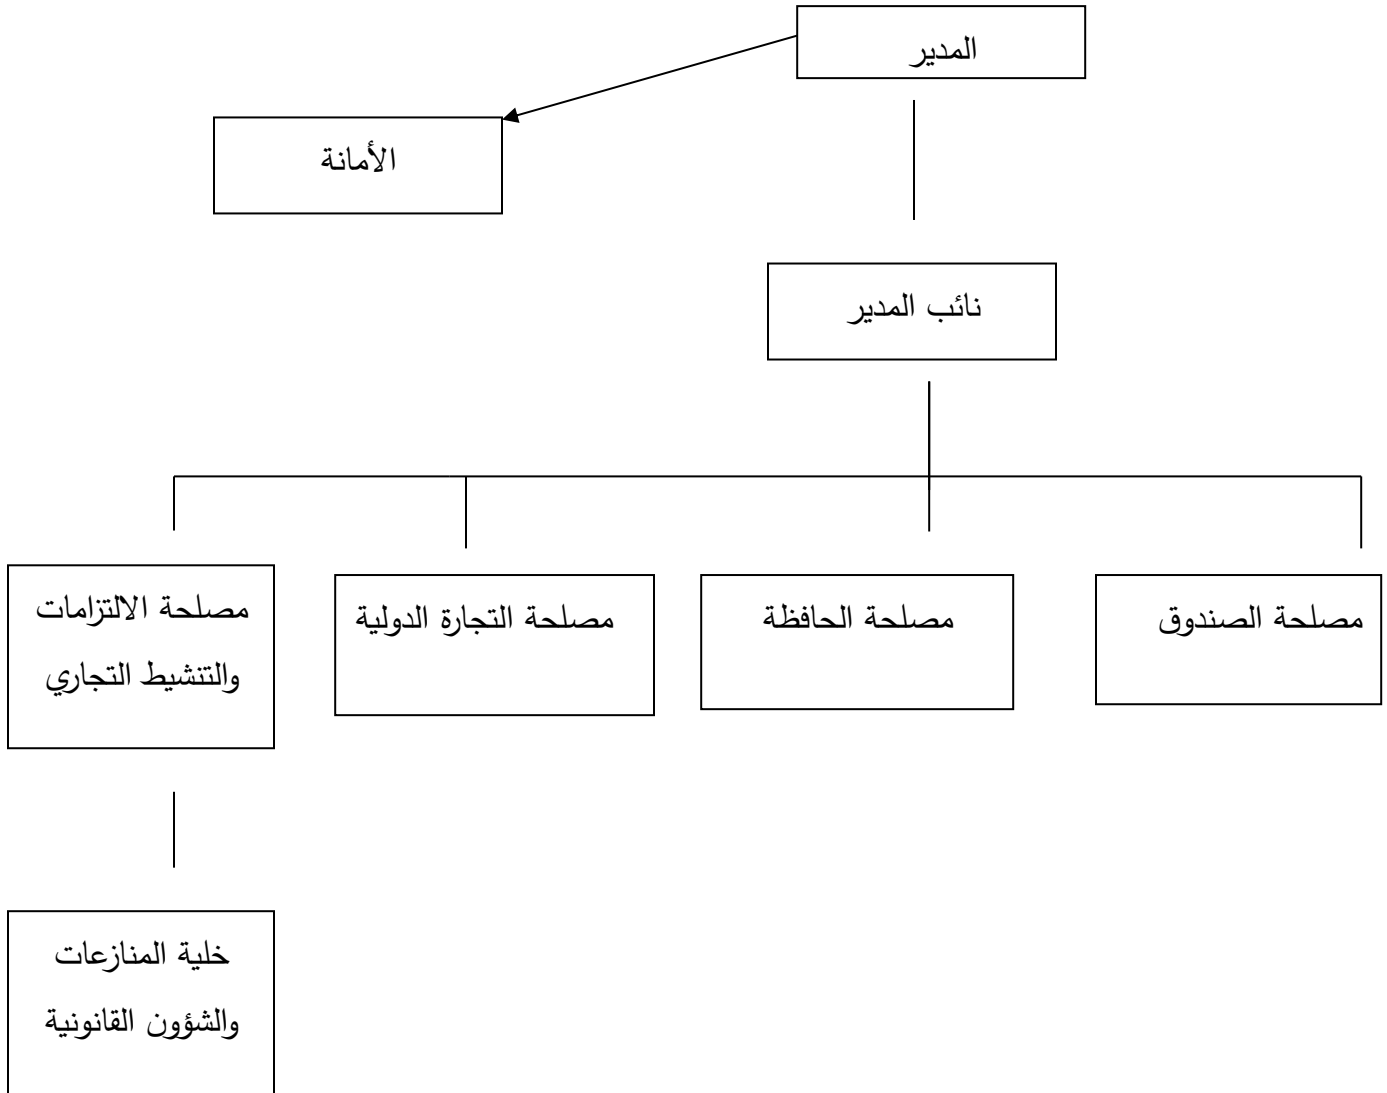 المدير
الأمانة
نائب المدير
مصلحة الصندوق
مصلحة الحافظة
مصلحة التجارة الدولية
مصلحة الالتزامات
والتنشيط التجاري
خلية المنازعات
والشؤون القانونية